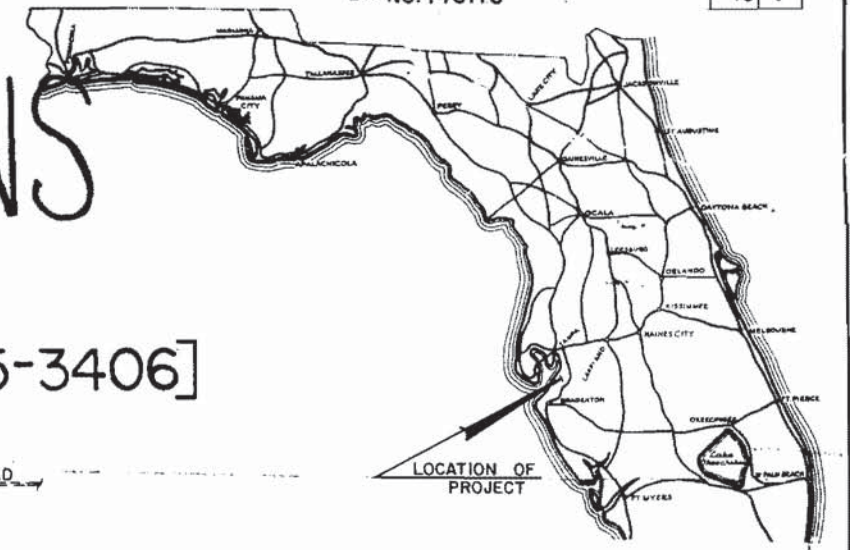 NS
5-3406]
D
LOCATION OF
PROJECT
MARIANNA
TALLAHASSEE
PANAMA
CITY
APALACHICOLA
PERRY
LAKE CITY
JACKSONVILLE
ST AUGUSTINE
GAINESVILLE
OCALA
DAYTONA BEACH
LEESBURG
ORLANDO
KISSIMMEE
MELBOURNE
HAINES CITY
TAMPA
LAKELAND
BRADENTON
OKEECHOBEE
FT. PIERCE
Lake
Okeechobee
W PALM BEACH
FT MYERS